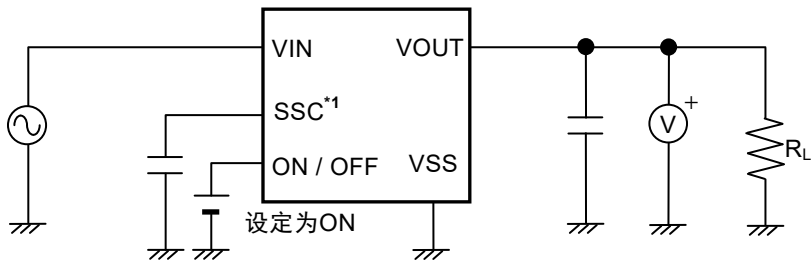 VIN
VOUT
SSC*1
ON / OFF
VSS
设定为ON
V
+
RL